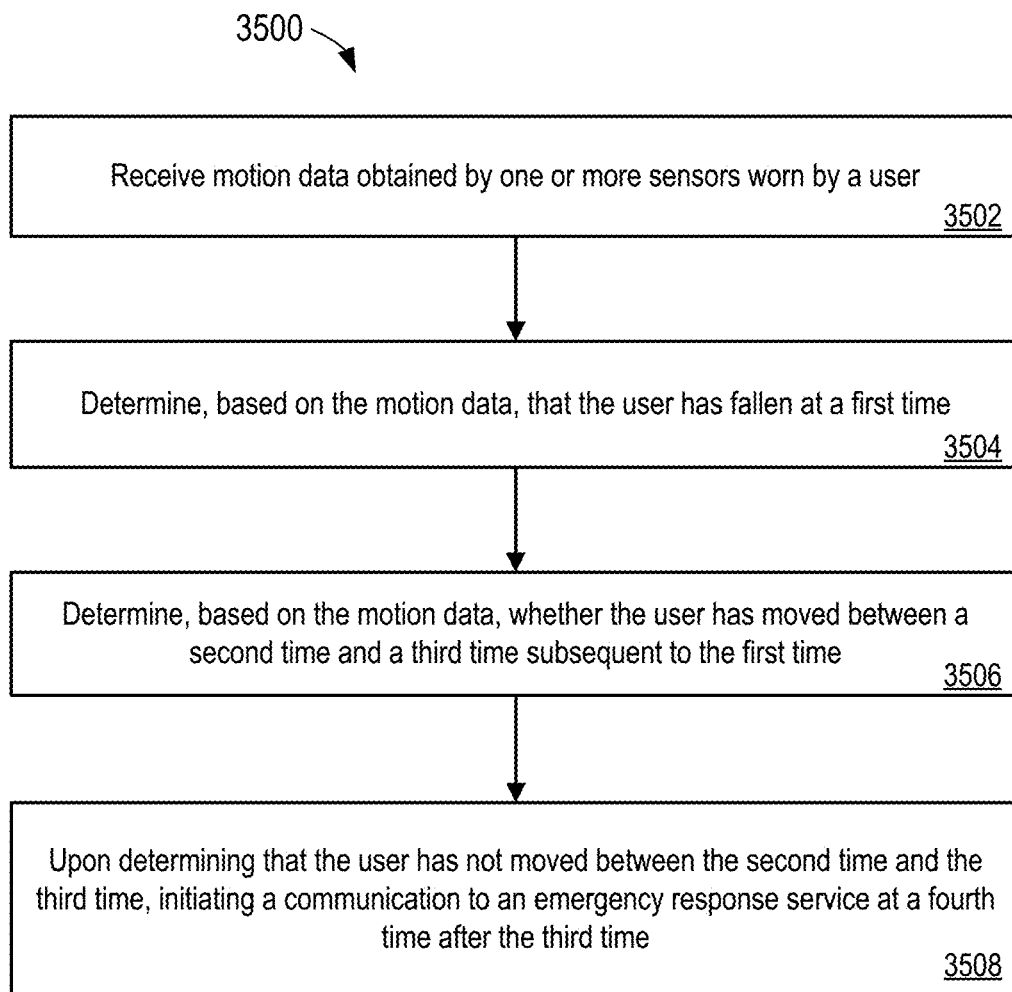 3500
Receive motion data obtained by one or more sensors worn by a user
3502
Determine, based on the motion data, that the user has fallen at a first time
3504
Determine, based on the motion data, whether the user has moved between a
second time and a third time subsequent to the first time
3506
Upon determining that the user has not moved between the second time and the
third time, initiating a communication to an emergency response service at a fourth
time after the third time
3508